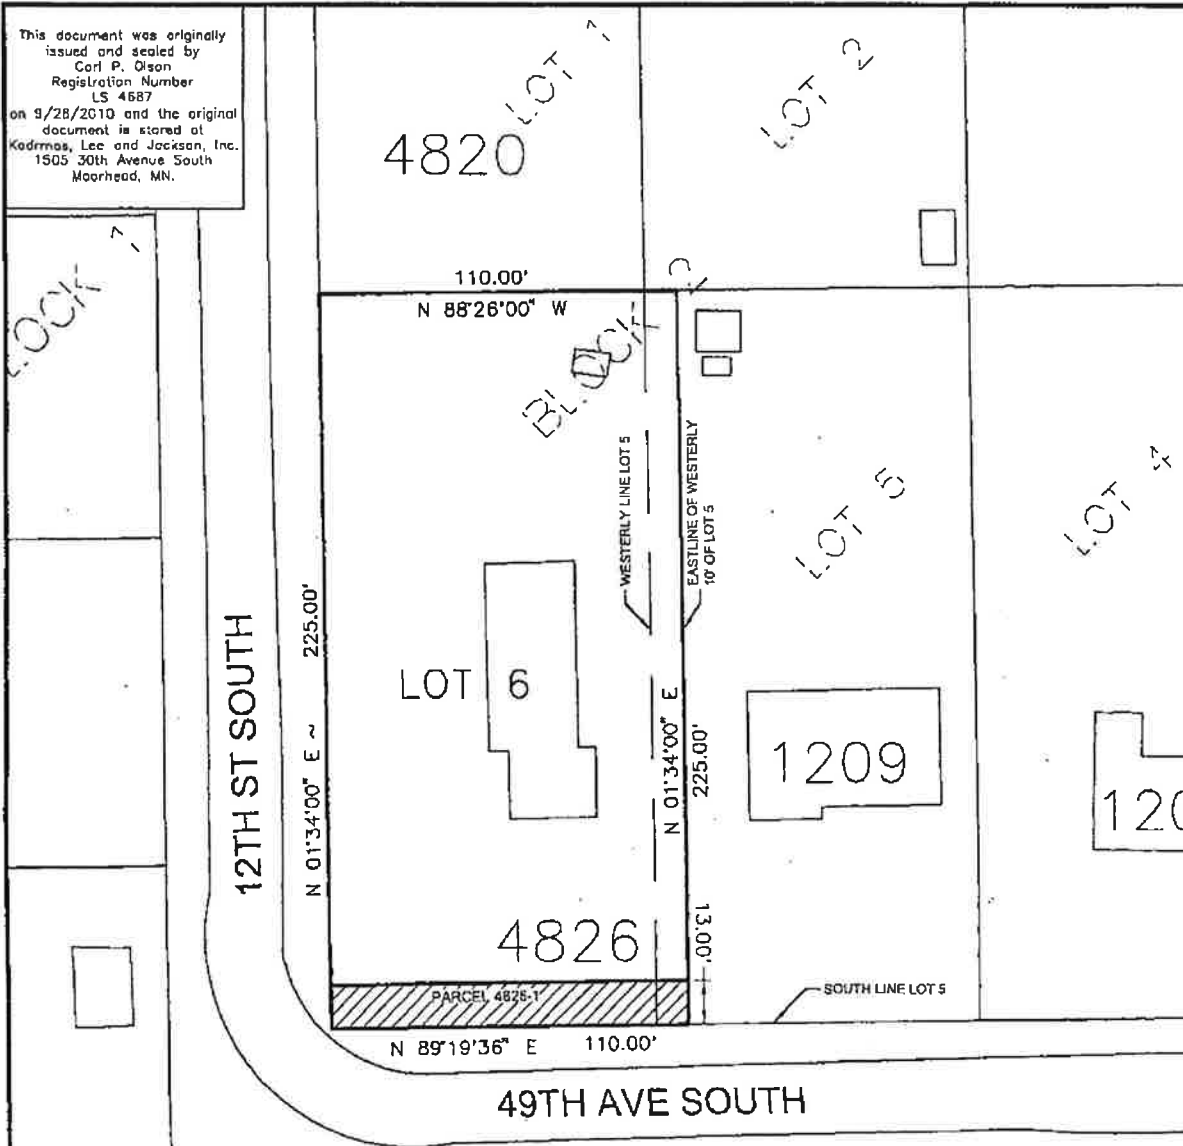 This document was originally
issued and sealed by
Carl P. Olson
Registration Number
LS 4687
on 9/28/2010 and the original
document is stored at
Kadrmas, Lee and Jackson, Inc.
1505 30th Avenue South
Moorhead, MN.
LOT 1
LOT 2
4820
LOCK 1
110.00'
N 88°26'00" W
BLOCK 2
WESTERLY LINE LOT 5
EASTLINE OF WESTERLY
10' OF LOT 5
LOT 5
LOT 4
12TH ST SOUTH
N 01°34'00" E ~ 225.00'
LOT 6
N 01°34'00" E
225.00'
1209
120
4826
13.00'
PARCEL 4826-1
SOUTH LINE LOT 5
N 89°19'36" E 110.00'
49TH AVE SOUTH